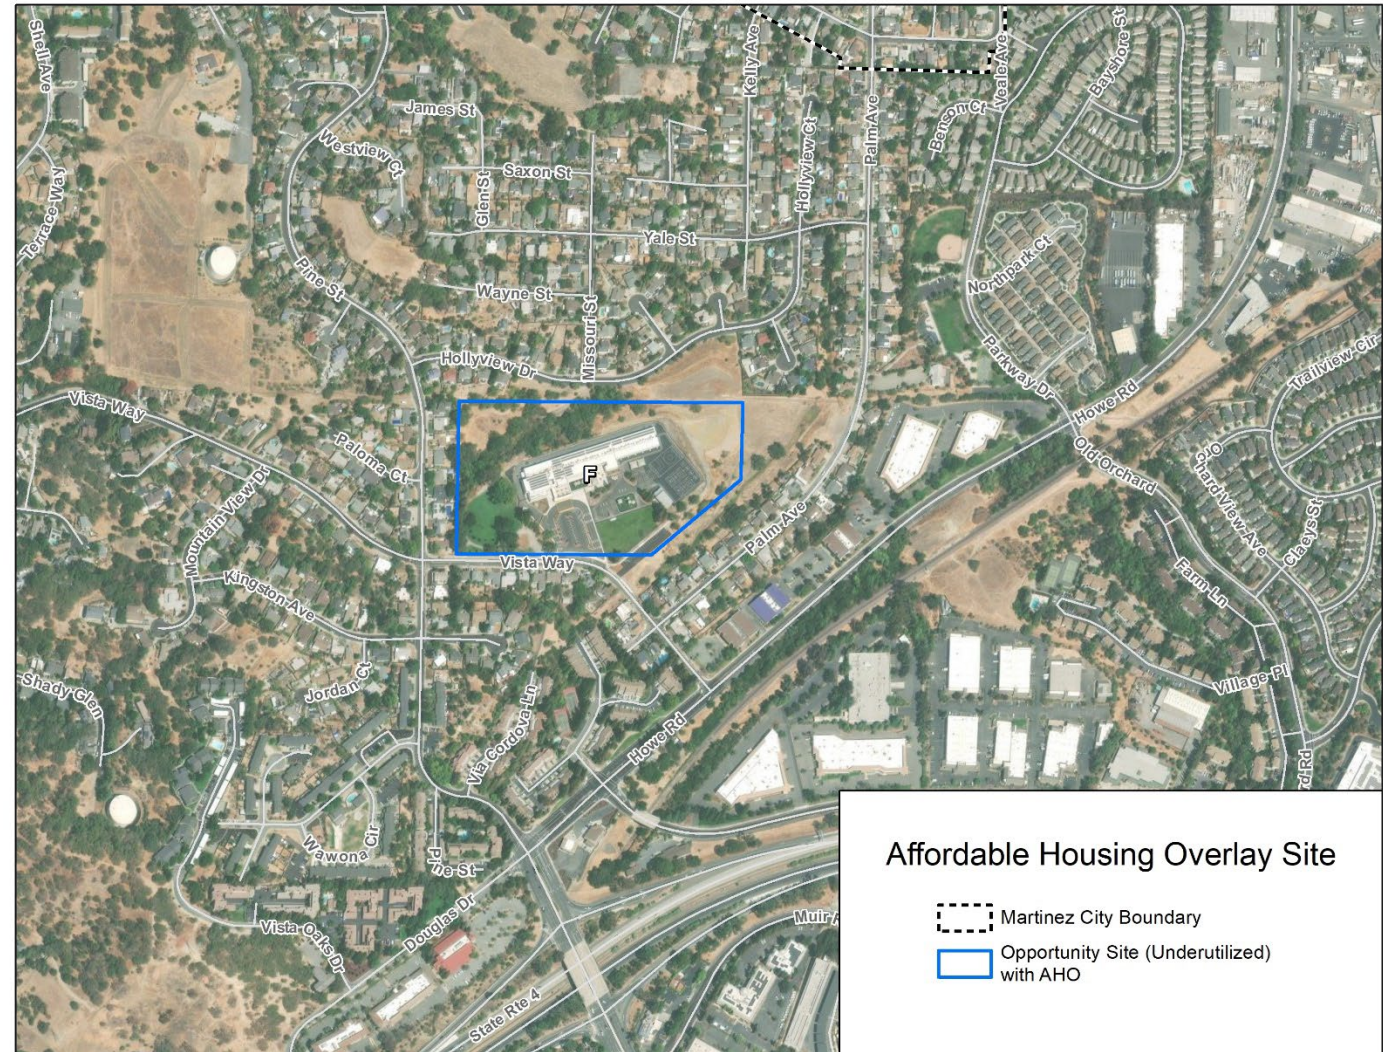 Shell Ave
Kelly Ave
Veale Ave
Bayshore St
James St
Benson Ct
Palm Ave
Hollyview Ct
Westview Ct
Saxon St
Glen St
Terrace Way
Yale St
Northpark Ct
Pine St
Wayne St
Missouri St
Hollyview Dr
Parkway Dr
Trailview Cir
Howe Rd
Vista Way
Paloma Ct
Old Orchard
Orchard View Ave
Mountain View Dr
F
Claeys St
Palm Ave
Vista Way
Kingston Ave
Farm Ln
Jordan Ct
Shady Glen
Village Pl
Via Cordova Ln
Howe Rd
rd Rd
Wawona Cir
Pine St
Vista Oaks Dr
Douglas Dr
Muir R
State Rte 4
Affordable Housing Overlay Site
Martinez City Boundary
Opportunity Site (Underutilized)
with AHO